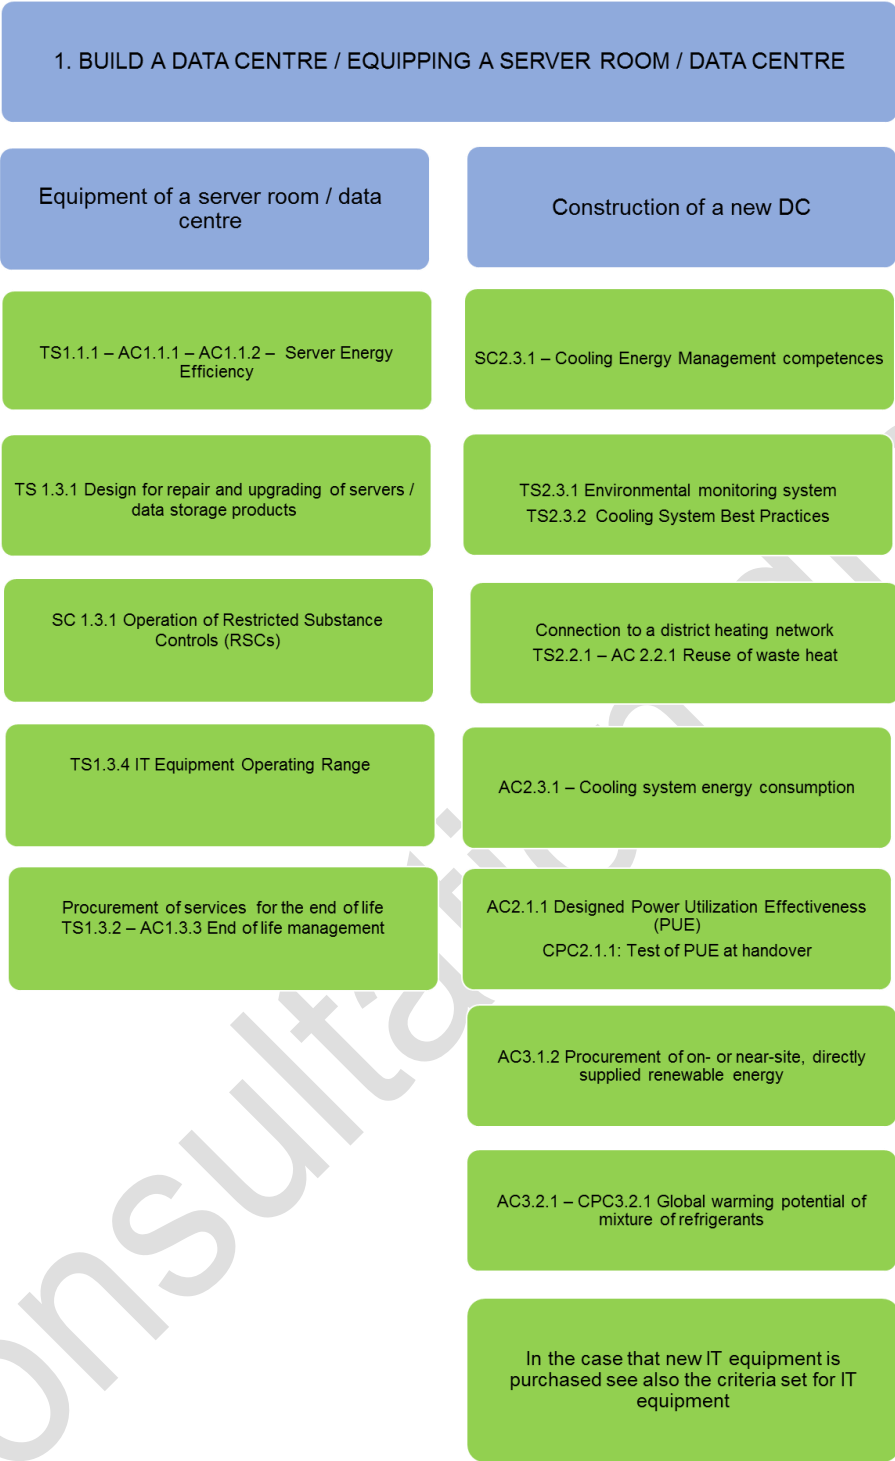 1. BUILD A DATA CENTRE / EQUIPPING A SERVER ROOM / DATA CENTRE
Equipment of a server room / data
centre
TS1.1.1 – AC1.1.1 – AC1.1.2 – Server Energy
Efficiency
TS 1.3.1 Design for repair and upgrading of servers /
data storage products
SC 1.3.1 Operation of Restricted Substance
Controls (RSCs)
TS1.3.4 IT Equipment Operating Range
Procurement of services for the end of life
TS1.3.2 – AC1.3.3 End of life management
Construction of a new DC
SC2.3.1 – Cooling Energy Management competences
TS2.3.1 Environmental monitoring system
TS2.3.2 Cooling System Best Practices
Connection to a district heating network
TS2.2.1 – AC 2.2.1 Reuse of waste heat
AC2.3.1 – Cooling system energy consumption
AC2.1.1 Designed Power Utilization Effectiveness
(PUE)
CPC2.1.1: Test of PUE at handover
AC3.1.2 Procurement of on- or near-site, directly
supplied renewable energy
AC3.2.1 – CPC3.2.1 Global warming potential of
mixture of refrigerants
In the case that new IT equipment is
purchased see also the criteria set for IT
equipment